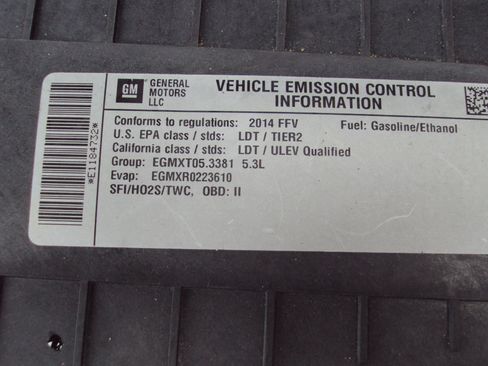 GM
GENERAL
MOTORS
LLC
VEHICLE EMISSION CONTROL
INFORMATION
Conforms to regulations: 2014 FFV Fuel: Gasoline/Ethanol
U.S. EPA class / stds: LDT / TIER2
California class / stds: LDT / ULEV Qualified
Group: EGMXT05.3381 5.3L
Evap: EGMXR0223610
SFI/HO2S/TWC, OBD: II
*E1184732*